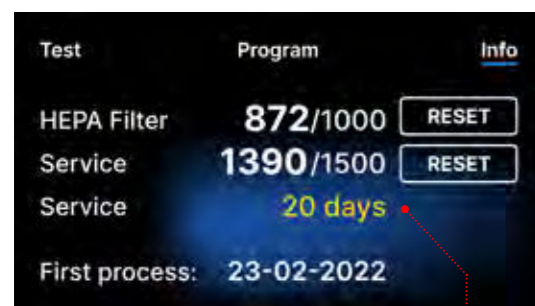 Test Program Info
HEPA Filter 872/1000 RESET
Service 1390/1500 RESET
Service 20 days
First process: 23-02-2022